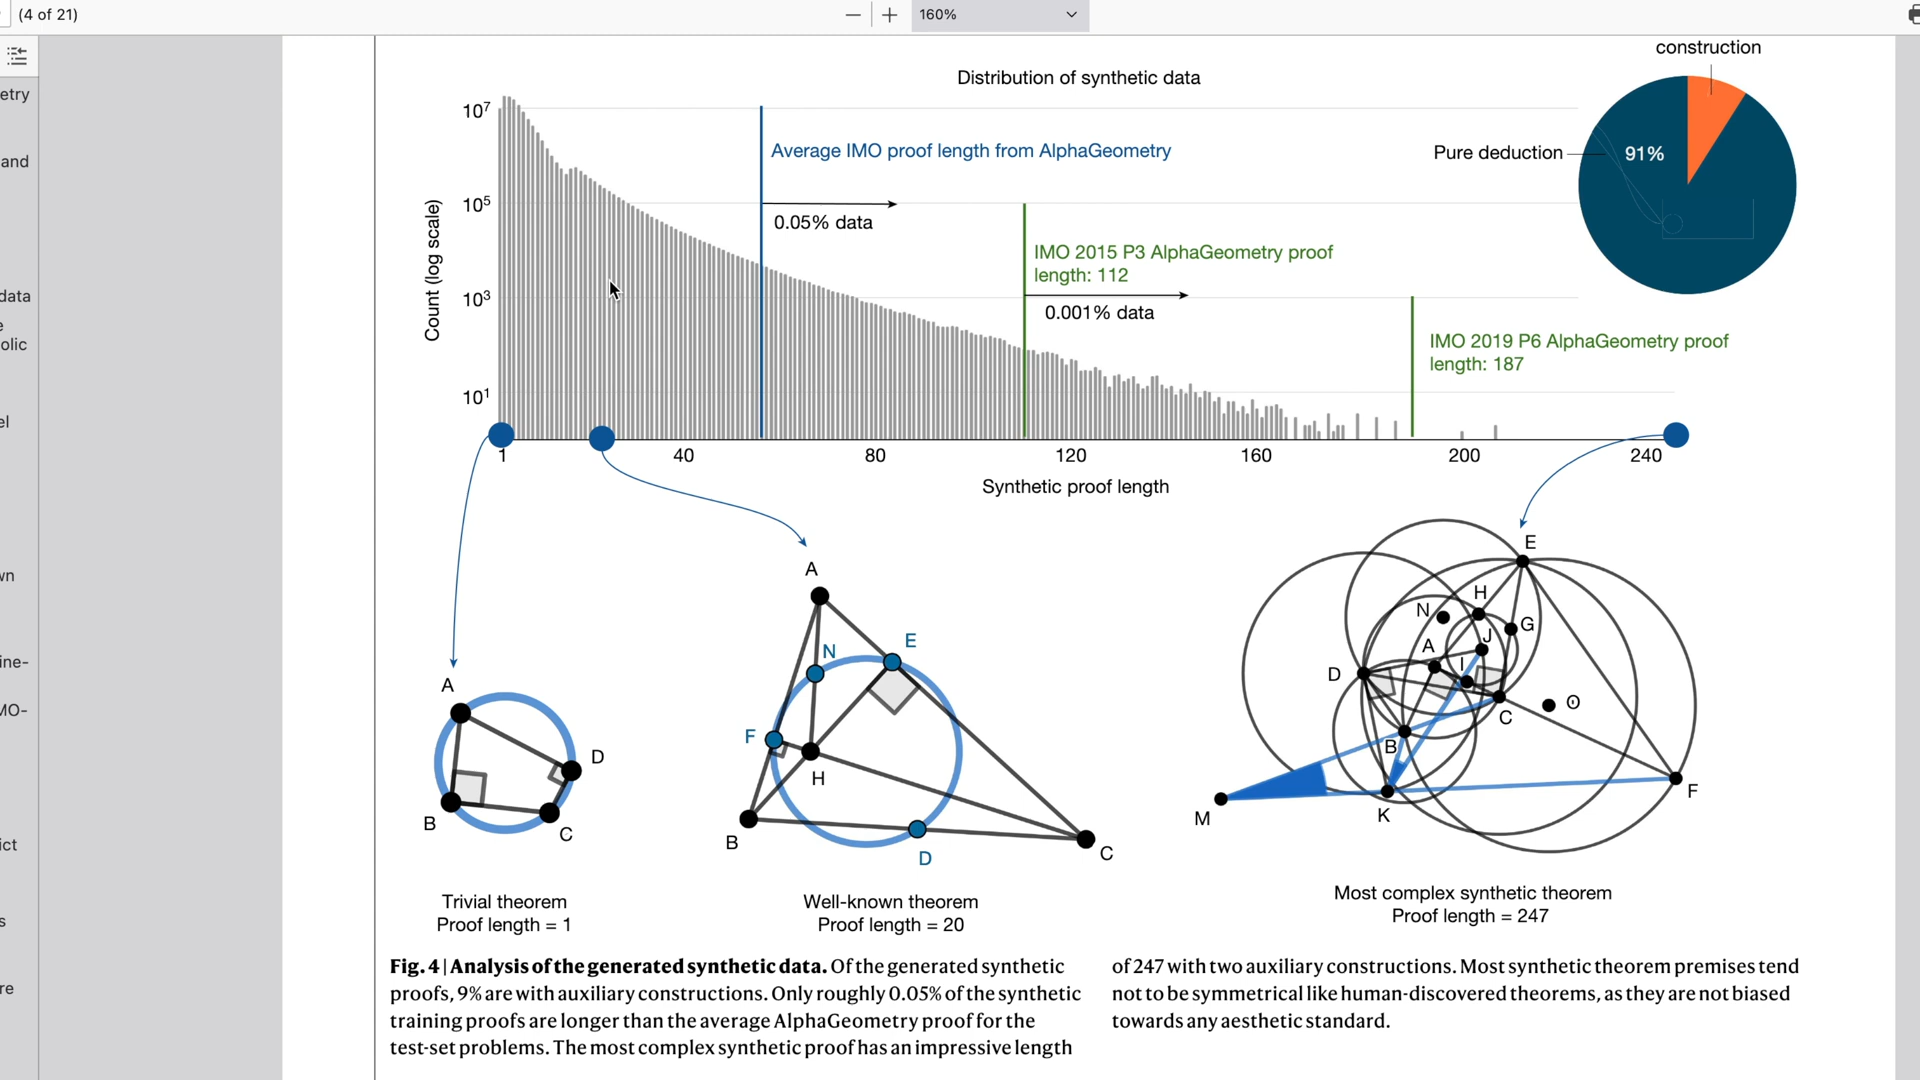 (4 of 21)
160%
etry
and
data
e
olic
el
wn
ine-
MO-
ict
s
re
construction
Distribution of synthetic data
10⁷
Average IMO proof length from AlphaGeometry
Pure deduction
91%
10⁵
0.05% data
IMO 2015 P3 AlphaGeometry proof
length: 112
Count (log scale)
10³
0.001% data
IMO 2019 P6 AlphaGeometry proof
length: 187
10¹
1 40 80 120 160 200 240
Synthetic proof length
A
B
C
D
A
N
E
F
H
B
D
C
E
H
N
G
J
A
I
D
O
C
B
F
M
K
Trivial theorem
Proof length = 1
Well-known theorem
Proof length = 20
Most complex synthetic theorem
Proof length = 247
Fig. 4 | Analysis of the generated synthetic data. Of the generated synthetic
proofs, 9% are with auxiliary constructions. Only roughly 0.05% of the synthetic
training proofs are longer than the average AlphaGeometry proof for the
test-set problems. The most complex synthetic proof has an impressive length
of 247 with two auxiliary constructions. Most synthetic theorem premises tend
not to be symmetrical like human-discovered theorems, as they are not biased
towards any aesthetic standard.